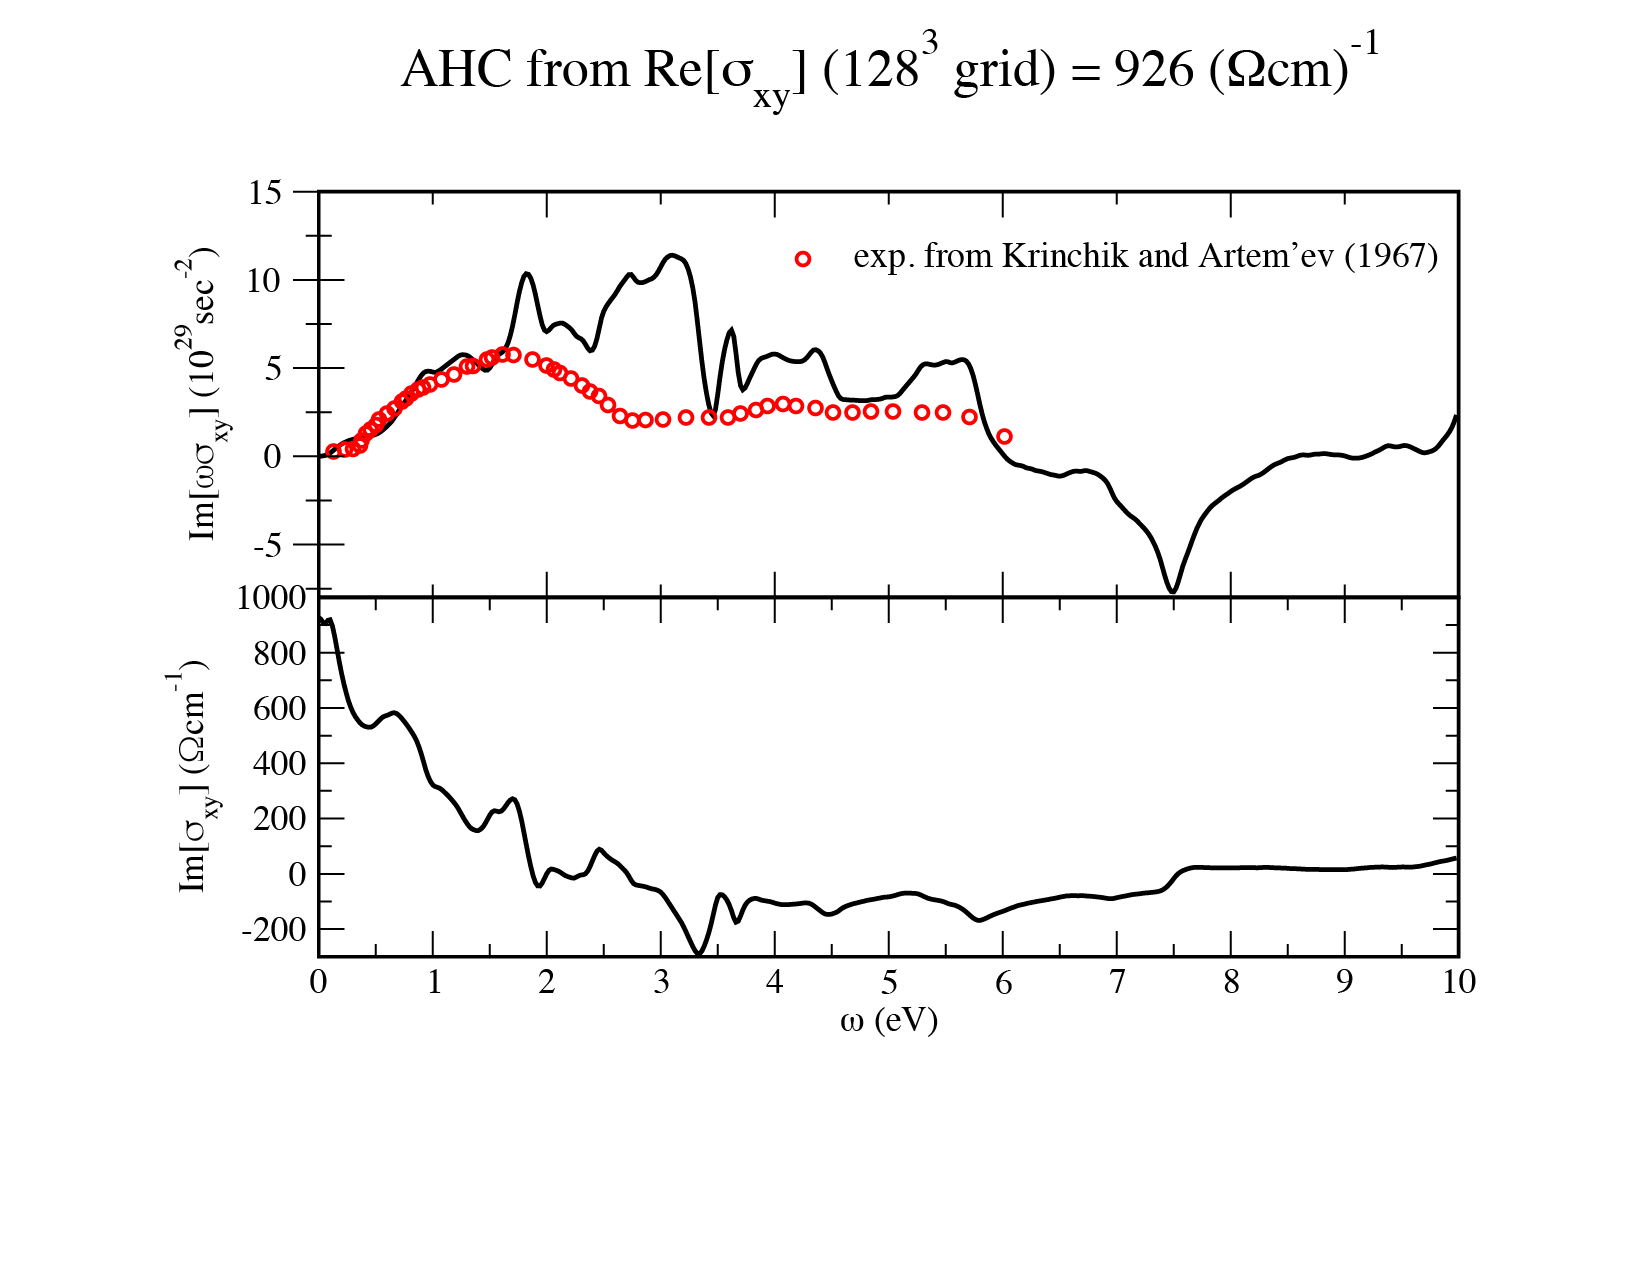 AHC from Re[σxy] (128³ grid) = 926 (Ωcm)⁻¹
15
10
5
0
-5
Im[ωσxy] (10²⁹ sec⁻²)
exp. from Krinchik and Artem'ev (1967)
1000
800
600
400
200
0
-200
Im[σxy] (Ωcm⁻¹)
0 1 2 3 4 5 6 7 8 9 10
ω (eV)